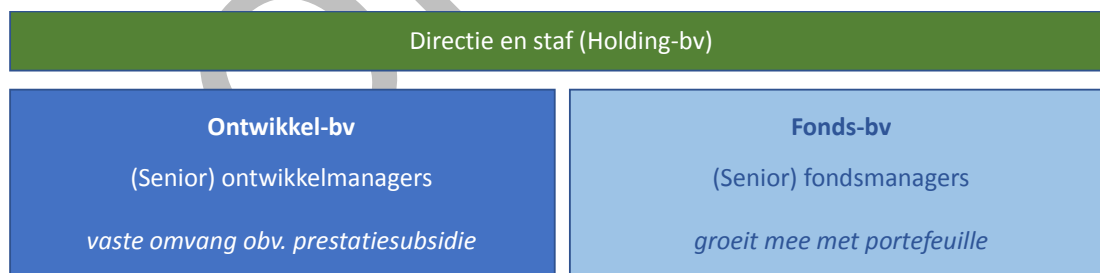 Directie en staf (Holding-bv)
Ontwikkel-bv
(Senior) ontwikkelmanagers
vaste omvang obv. prestatiesubsidie
Fonds-bv
(Senior) fondsmanagers
groeit mee met portefeuille